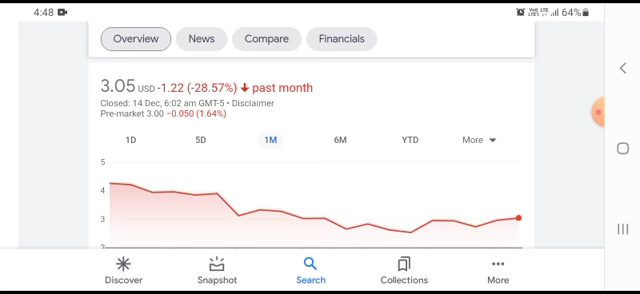 4:48 64%
Overview News Compare Financials
3.05 USD -1.22 (-28.57%) past month
Closed: 14 Dec, 6:02 am GMT-5 • Disclaimer
Pre-market 3.00 −0.050 (1.64%)
1D 5D 1M 6M YTD More
5
4
3
2
Discover Snapshot Search Collections More